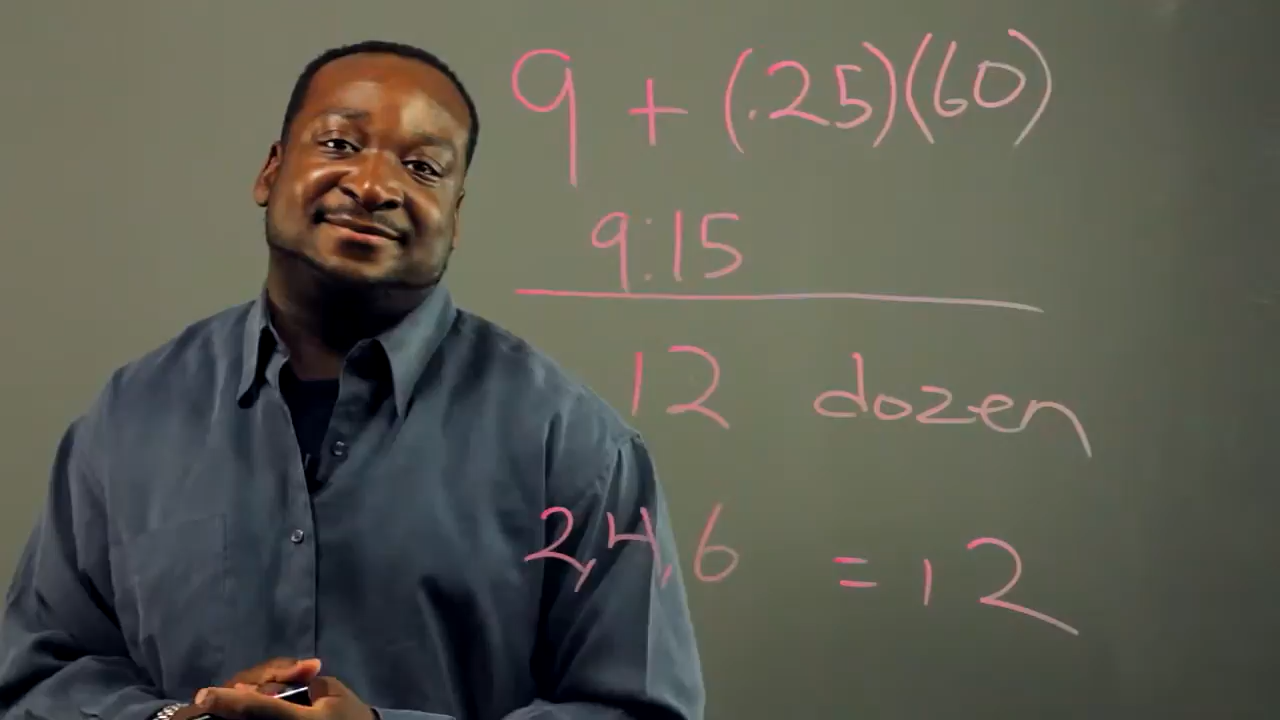 9 + (.25)(60)
9:15
12 dozen
2,4,6 = 12